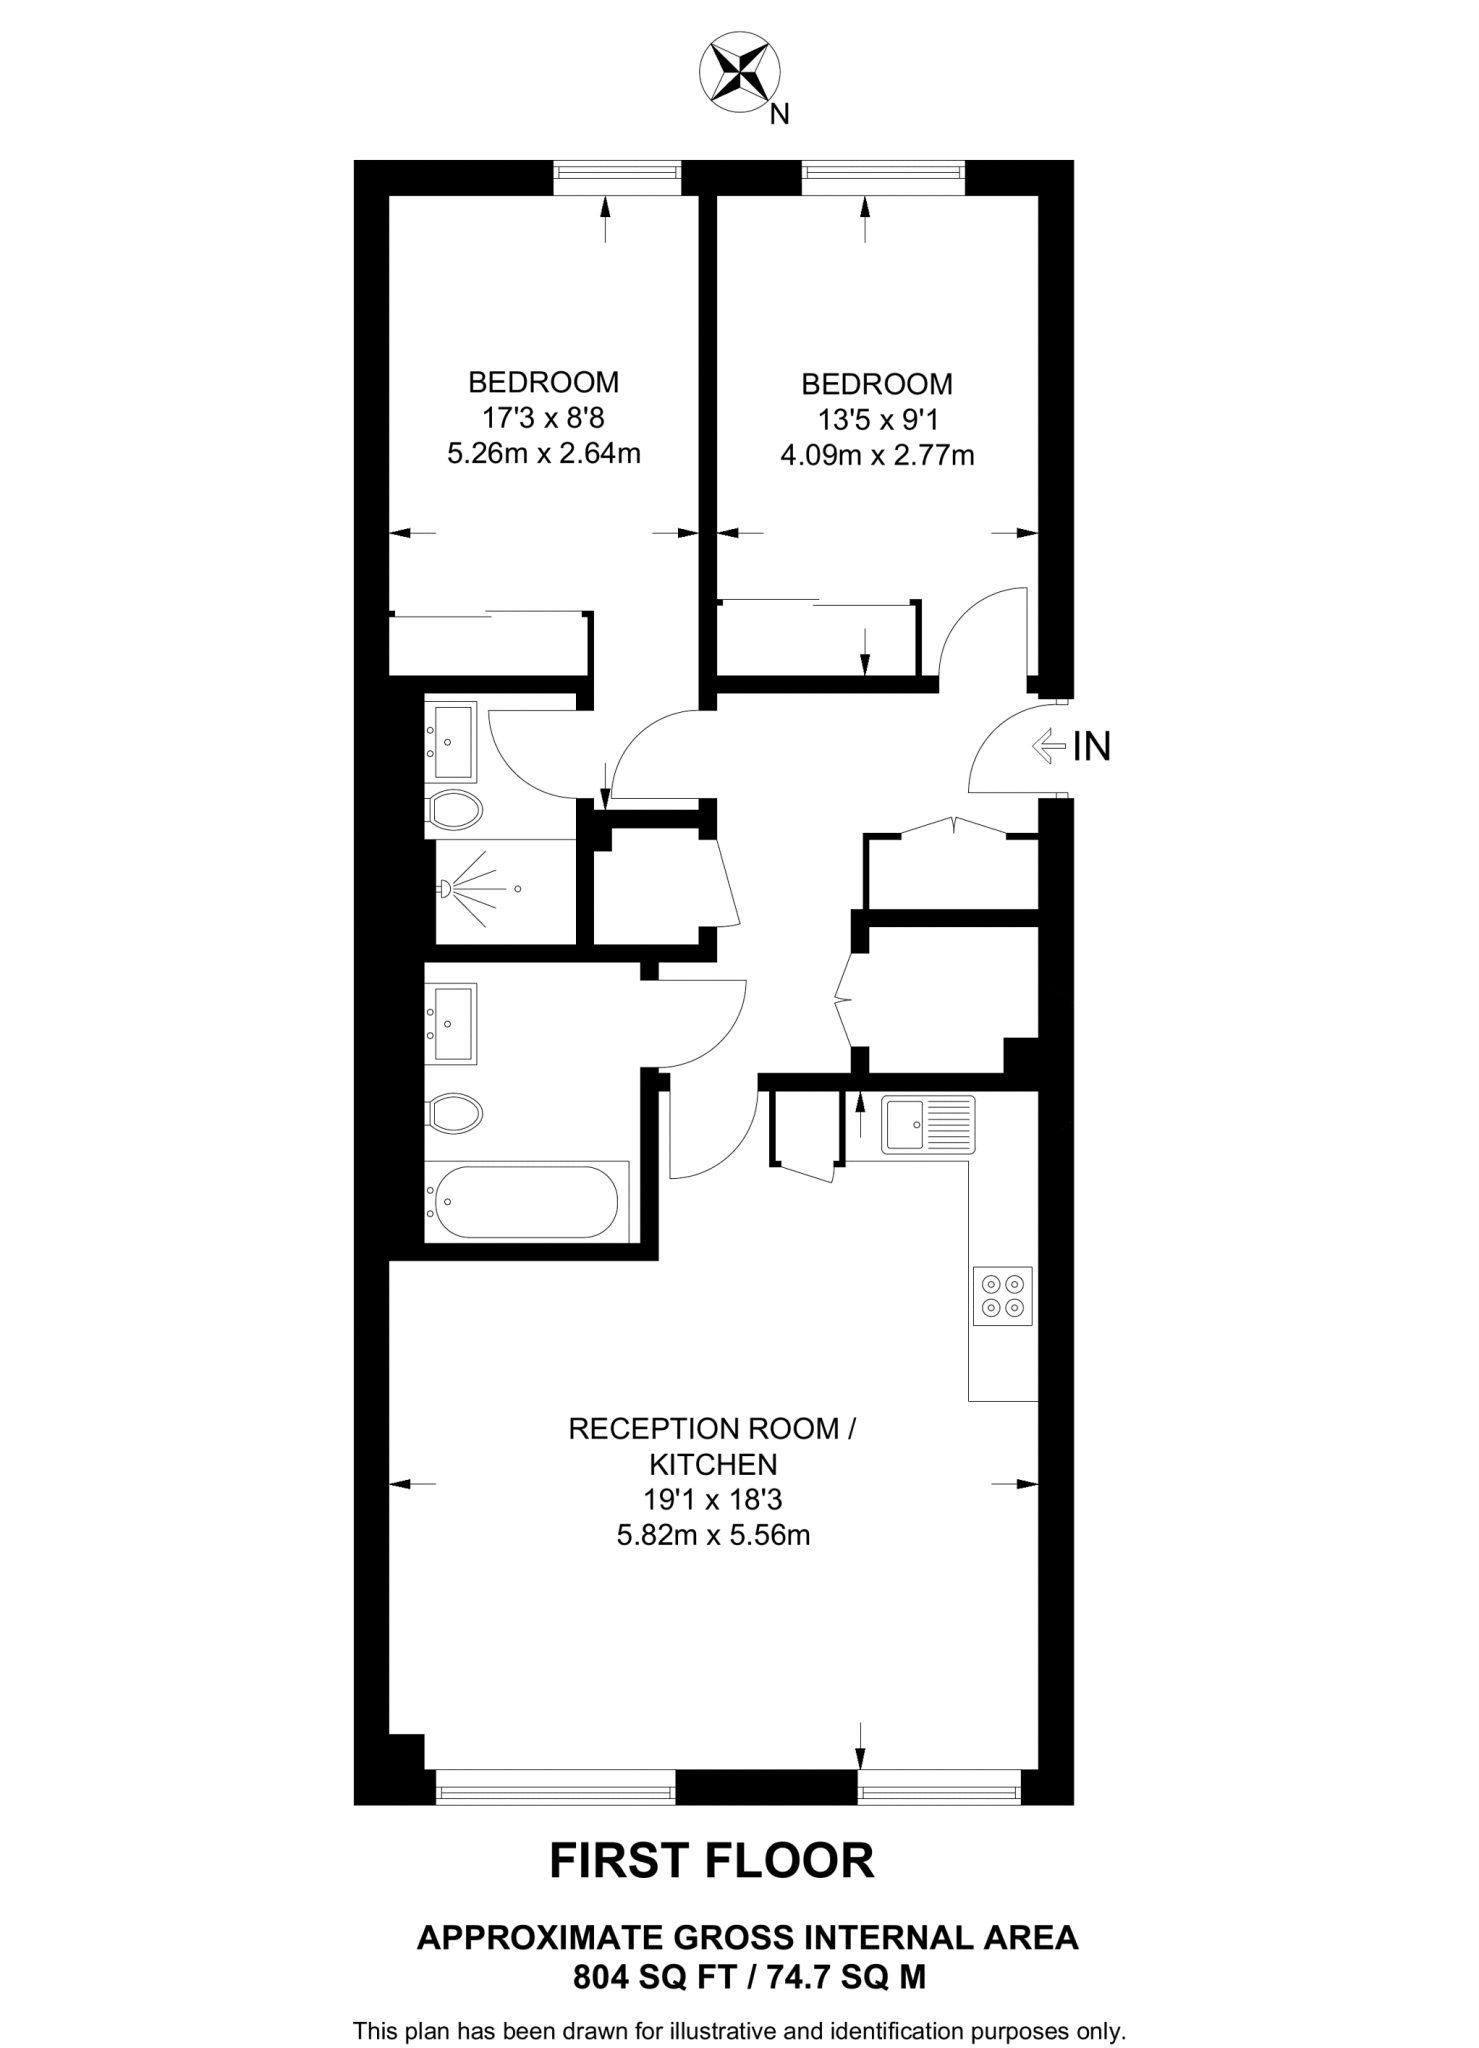 N
BEDROOM
17'3 x 8'8
5.26m x 2.64m
BEDROOM
13'5 x 9'1
4.09m x 2.77m
IN
RECEPTION ROOM /
KITCHEN
19'1 x 18'3
5.82m x 5.56m
FIRST FLOOR
APPROXIMATE GROSS INTERNAL AREA
804 SQ FT / 74.7 SQ M
This plan has been drawn for illustrative and identification purposes only.